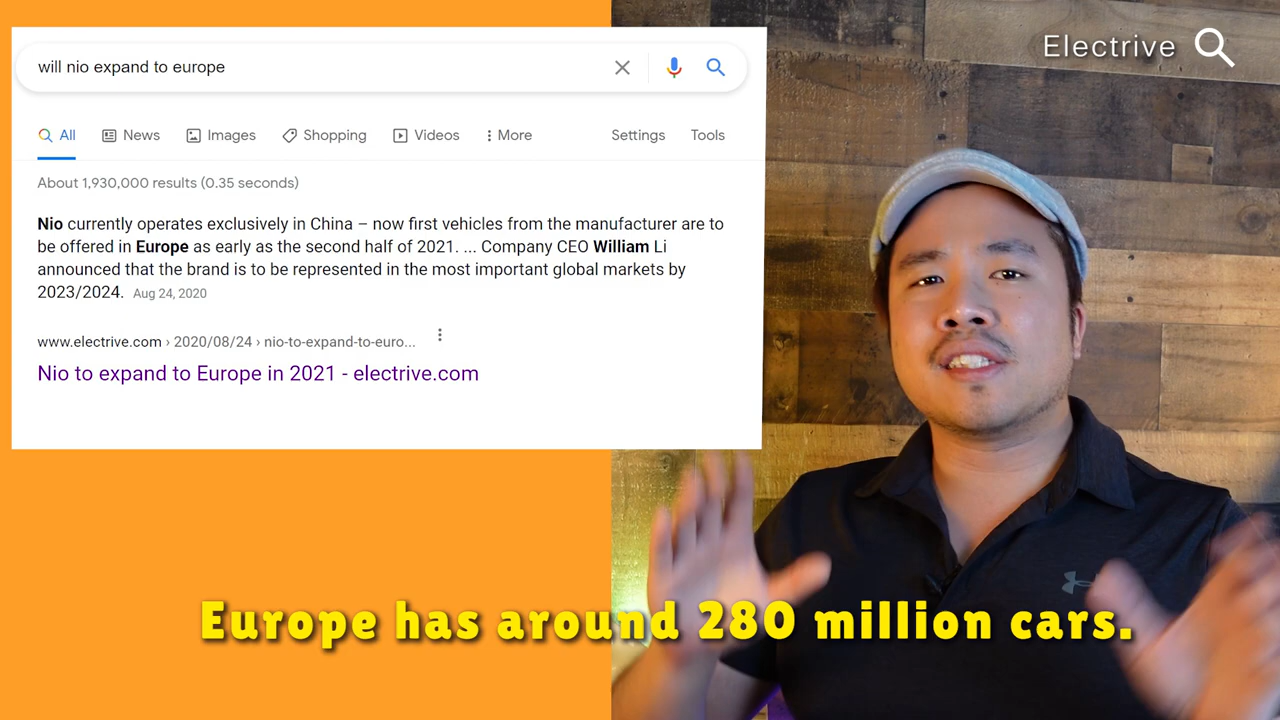 Electrive
will nio expand to europe
All News Images Shopping Videos More Settings Tools
About 1,930,000 results (0.35 seconds)
Nio currently operates exclusively in China – now first vehicles from the manufacturer are to
be offered in Europe as early as the second half of 2021. ... Company CEO William Li
announced that the brand is to be represented in the most important global markets by
2023/2024. Aug 24, 2020
www.electrive.com › 2020/08/24 › nio-to-expand-to-euro...
Nio to expand to Europe in 2021 - electrive.com
Europe has around 280 million cars.